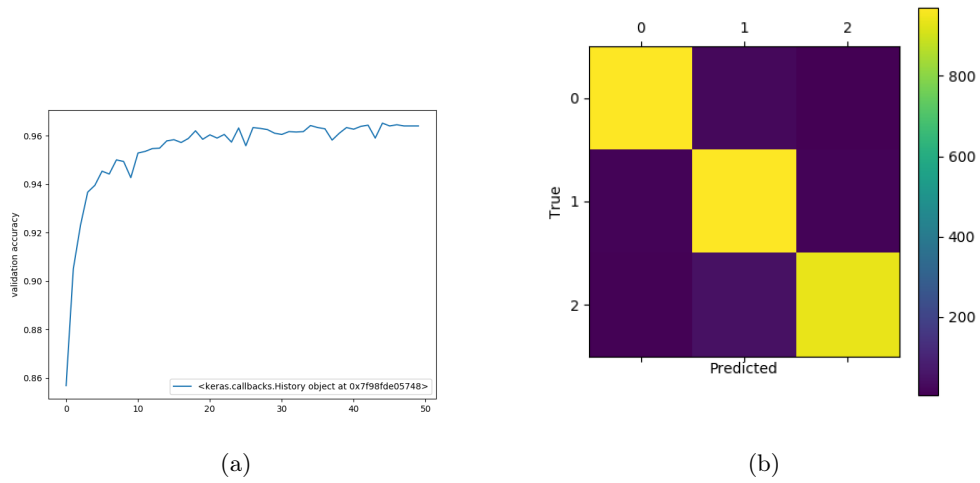 0.96
0.94
0.92
0.90
0.88
0.86
validation accuracy
0 10 20 30 40 50
<keras.callbacks.History object at 0x7f98fde05748>
(a)
0 1 2
0
1
2
True
Predicted
800
600
400
200
(b)